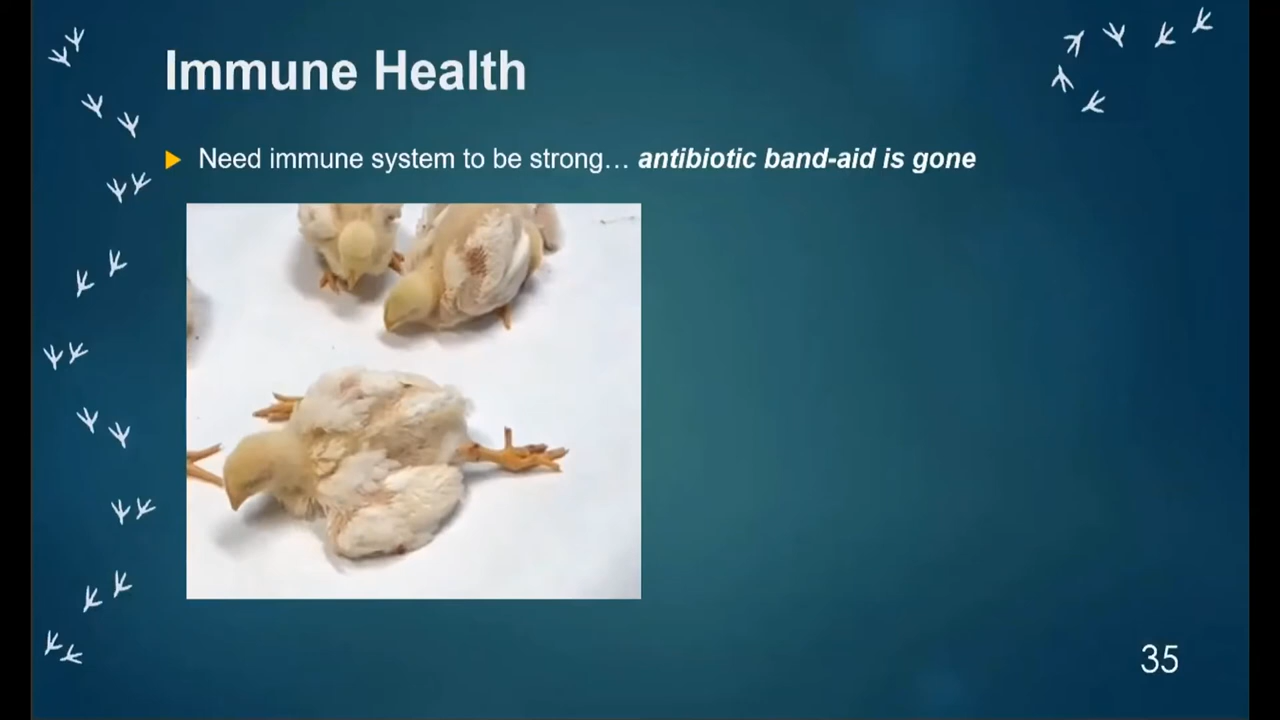 Immune Health
Need immune system to be strong… antibiotic band-aid is gone
35